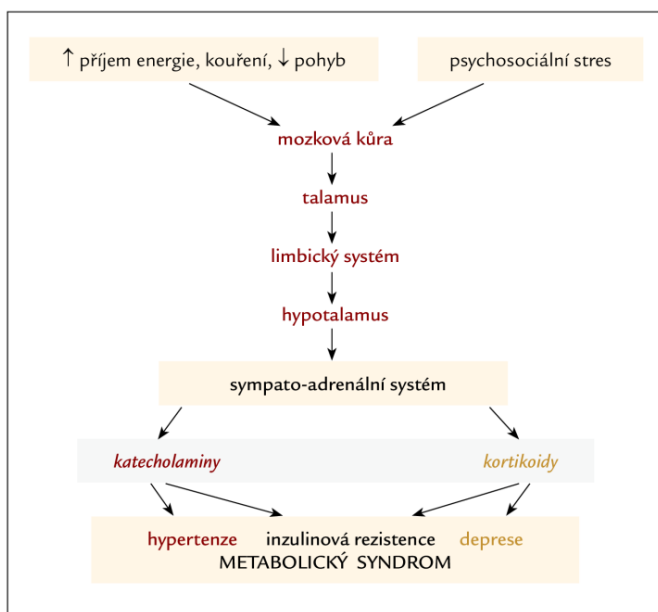 ↑ příjem energie, kouření, ↓ pohyb
psychosociální stres
mozková kůra
talamus
limbický systém
hypotalamus
sympato-adrenální systém
katecholaminy
kortikoidy
hypertenze inzulinová rezistence deprese
METABOLICKÝ SYNDROM